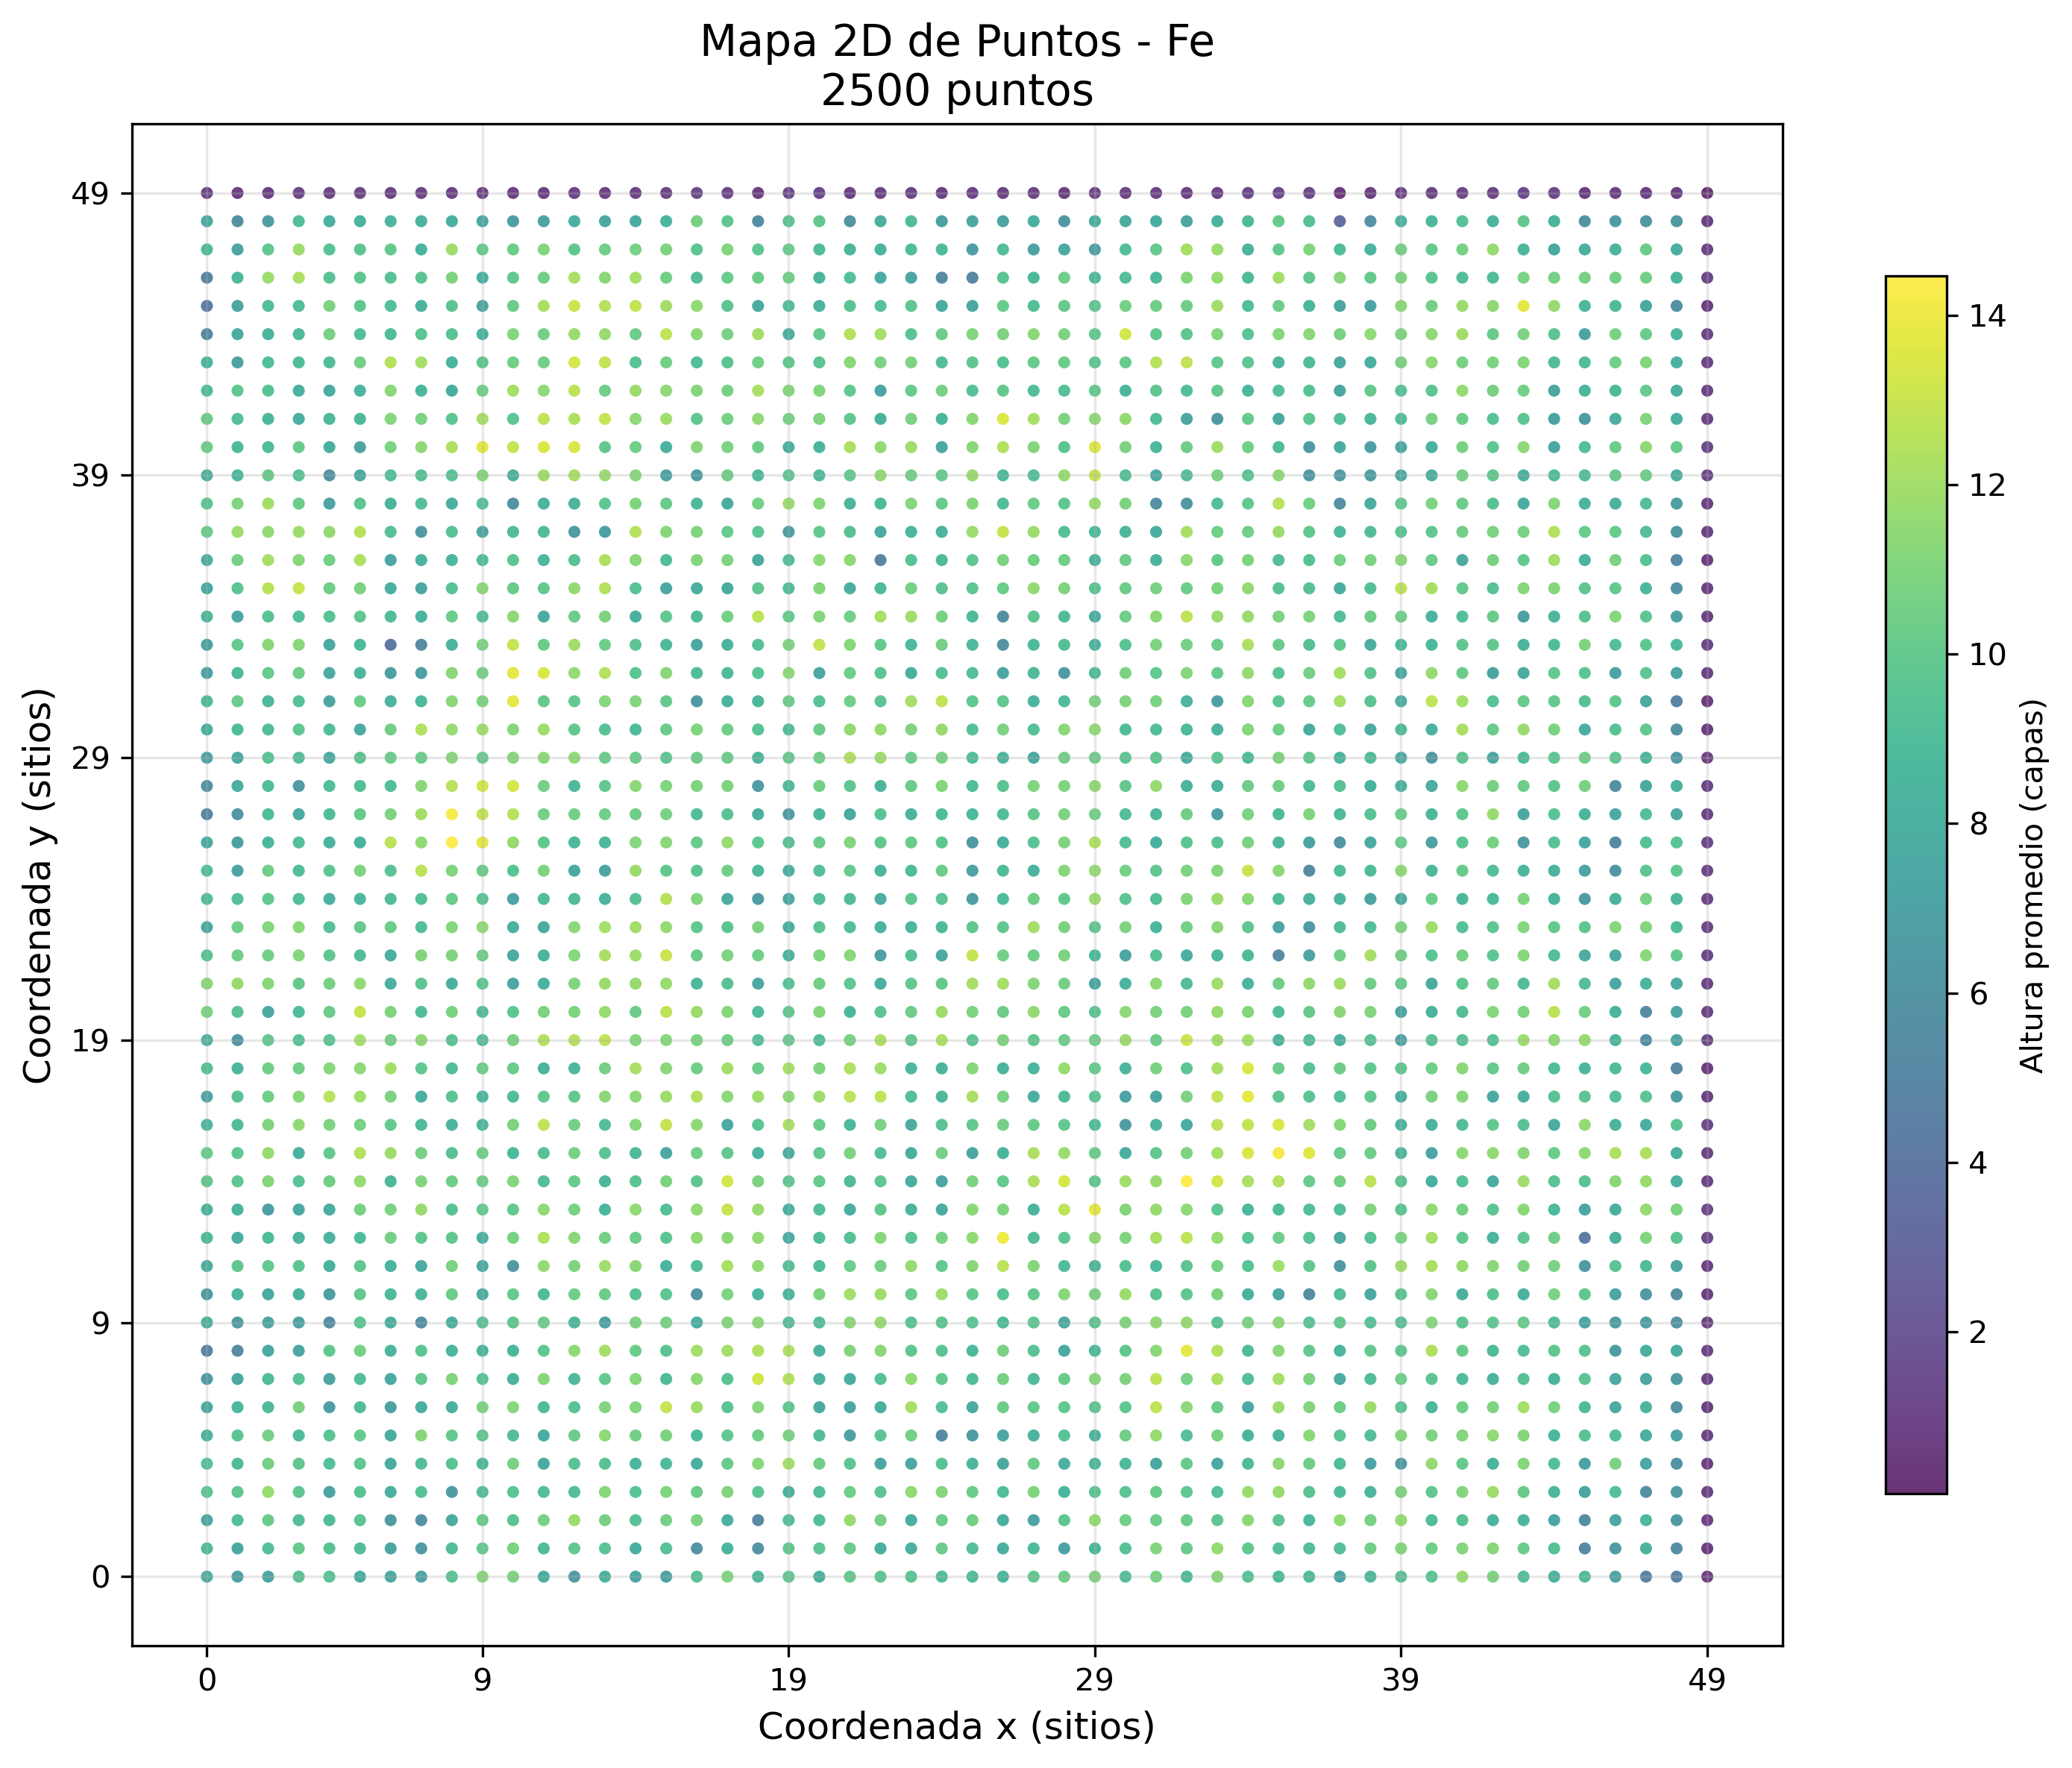 Mapa 2D de Puntos - Fe
2500 puntos
Coordenada y (sitios)
49
39
29
19
9
0
0 9 19 29 39 49
Coordenada x (sitios)
14
12
10
8
6
4
2
Altura promedio (capas)